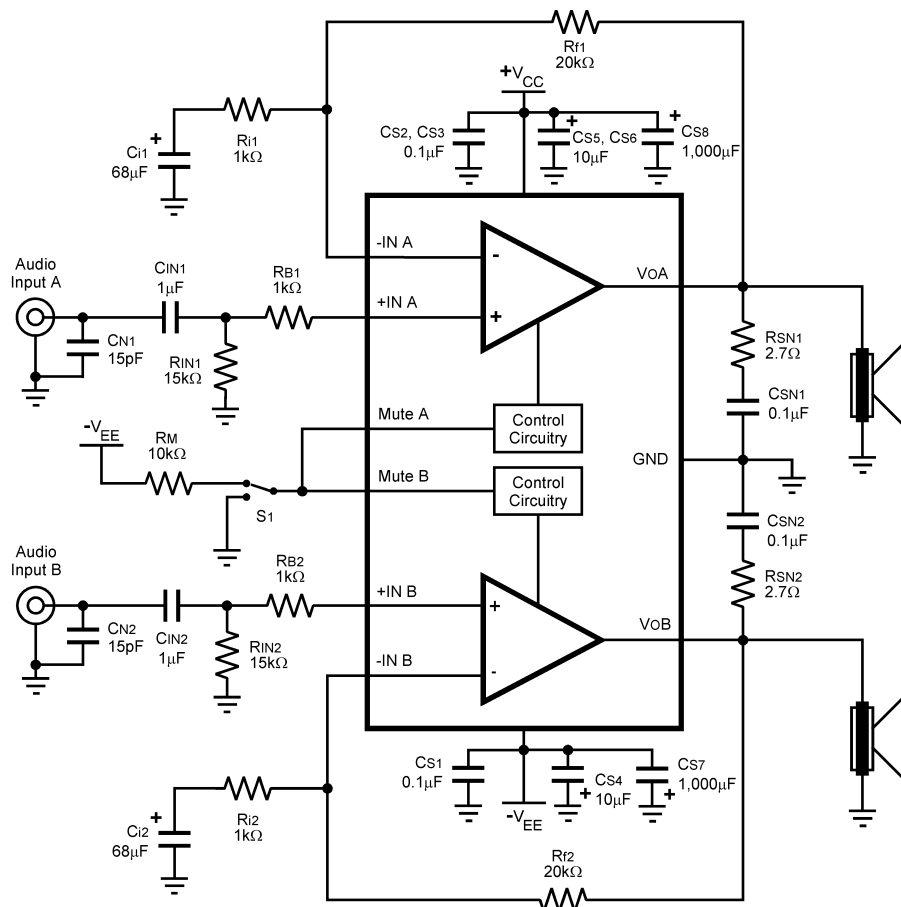 Rf1
20kΩ
+VCC
Ri1
1kΩ
Ci1
68µF
CS2, CS3
0.1µF
CS5, CS6
10µF
CS8
1,000µF
Audio
Input A
CIN1
1µF
RB1
1kΩ
CN1
15pF
RIN1
15kΩ
-IN A
+IN A
-
+
VOA
RSN1
2.7Ω
CSN1
0.1µF
Mute A
Control
Circuitry
-VEE
RM
10kΩ
S1
Mute B
Control
Circuitry
GND
CSN2
0.1µF
RSN2
2.7Ω
Audio
Input B
RB2
1kΩ
CN2
15pF
CIN2
1µF
RIN2
15kΩ
+IN B
-IN B
+
-
VOB
CS1
0.1µF
CS4
10µF
CS7
1,000µF
-VEE
Ri2
1kΩ
Ci2
68µF
Rf2
20kΩ